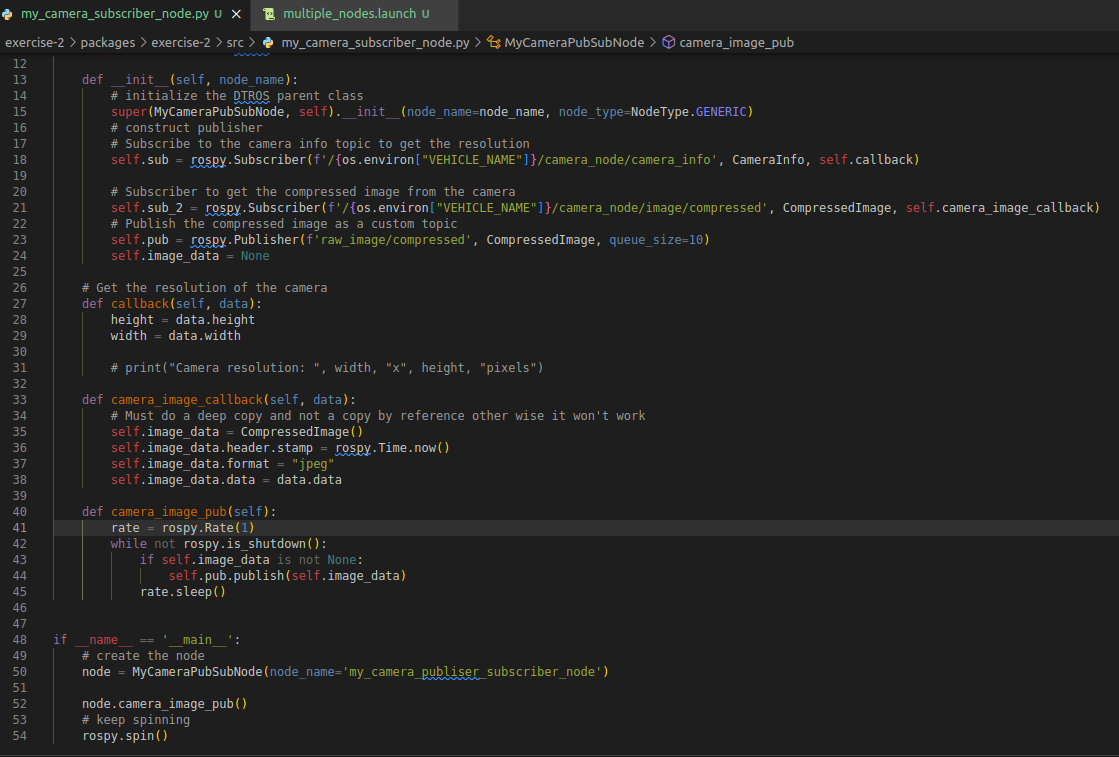 my_camera_subscriber_node.py U × multiple_nodes.launch U
exercise-2 > packages > exercise-2 > src > my_camera_subscriber_node.py > MyCameraPubSubNode > camera_image_pub
12
13 def __init__(self, node_name):
14 # initialize the DTROS parent class
15 super(MyCameraPubSubNode, self).__init__(node_name=node_name, node_type=NodeType.GENERIC)
16 # construct publisher
17 # Subscribe to the camera info topic to get the resolution
18 self.sub = rospy.Subscriber(f'/{os.environ["VEHICLE_NAME"]}/camera_node/camera_info', CameraInfo, self.callback)
19
20 # Subscriber to get the compressed image from the camera
21 self.sub_2 = rospy.Subscriber(f'/{os.environ["VEHICLE_NAME"]}/camera_node/image/compressed', CompressedImage, self.camera_image_callback)
22 # Publish the compressed image as a custom topic
23 self.pub = rospy.Publisher(f'raw_image/compressed', CompressedImage, queue_size=10)
24 self.image_data = None
25
26 # Get the resolution of the camera
27 def callback(self, data):
28 height = data.height
29 width = data.width
30
31 # print("Camera resolution: ", width, "x", height, "pixels")
32
33 def camera_image_callback(self, data):
34 # Must do a deep copy and not a copy by reference other wise it won't work
35 self.image_data = CompressedImage()
36 self.image_data.header.stamp = rospy.Time.now()
37 self.image_data.format = "jpeg"
38 self.image_data.data = data.data
39
40 def camera_image_pub(self):
41 rate = rospy.Rate(1)
42 while not rospy.is_shutdown():
43 if self.image_data is not None:
44 self.pub.publish(self.image_data)
45 rate.sleep()
46
47
48 if __name__ == '__main__':
49 # create the node
50 node = MyCameraPubSubNode(node_name='my_camera_publiser_subscriber_node')
51
52 node.camera_image_pub()
53 # keep spinning
54 rospy.spin()